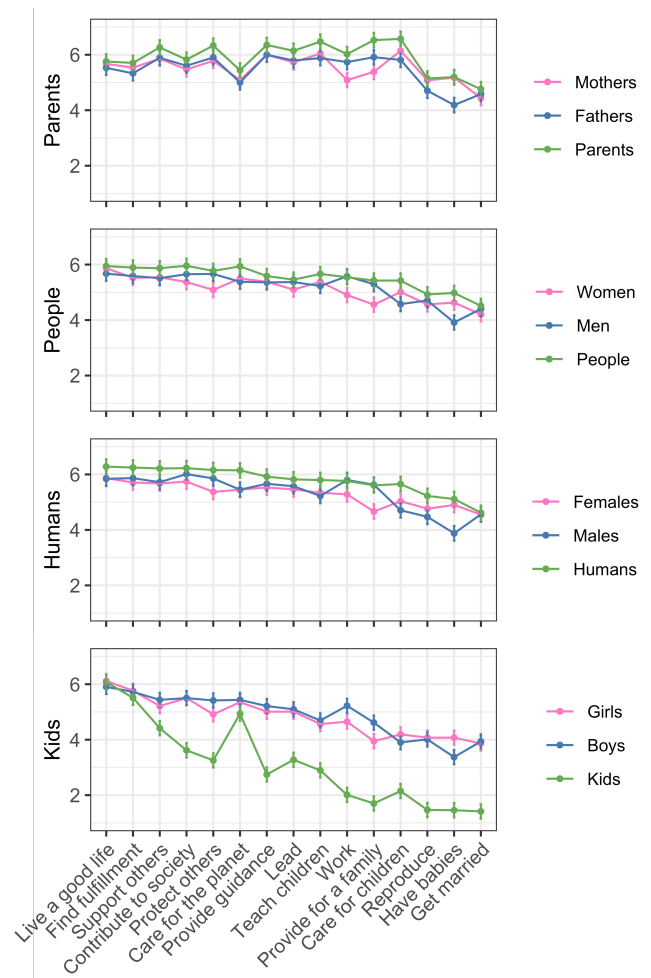 Parents
6
4
2
Mothers
Fathers
Parents
People
6
4
2
Women
Men
People
Humans
6
4
2
Females
Males
Humans
Kids
6
4
2
Girls
Boys
Kids
Live a good life
Find fulfillment
Support others
Contribute to society
Protect others
Care for the planet
Provide guidance
Lead
Teach children
Work
Provide for a family
Care for children
Reproduce
Have babies
Get married